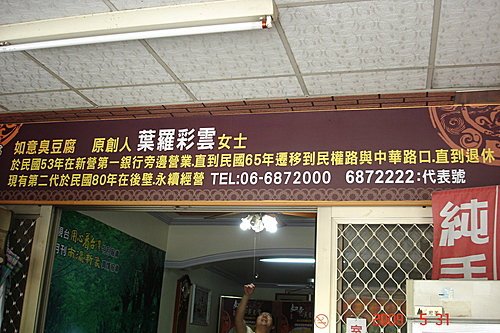 如意臭豆腐 原創人 葉羅彩雲女士
於民國53年在新營第一銀行旁邊營業.直到民國65年遷移到民權路與中華路口.直到退休
現有第二代於民國80年在後壁.永續經營 TEL:06-6872000 6872222:代表號
純手
5 31